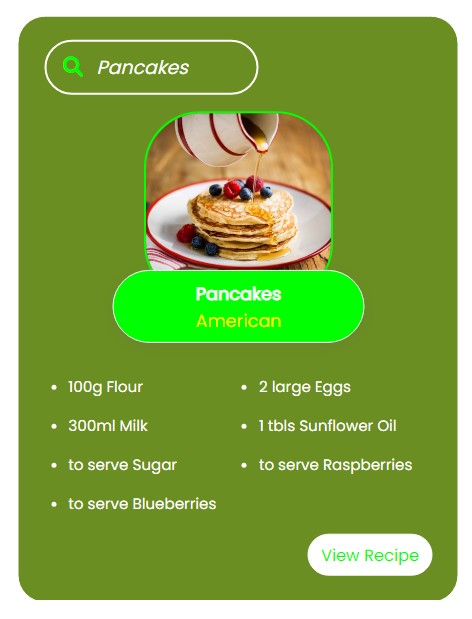 Pancakes
Pancakes
American
100g Flour
2 large Eggs
300ml Milk
1 tbls Sunflower Oil
to serve Sugar
to serve Raspberries
to serve Blueberries
View Recipe